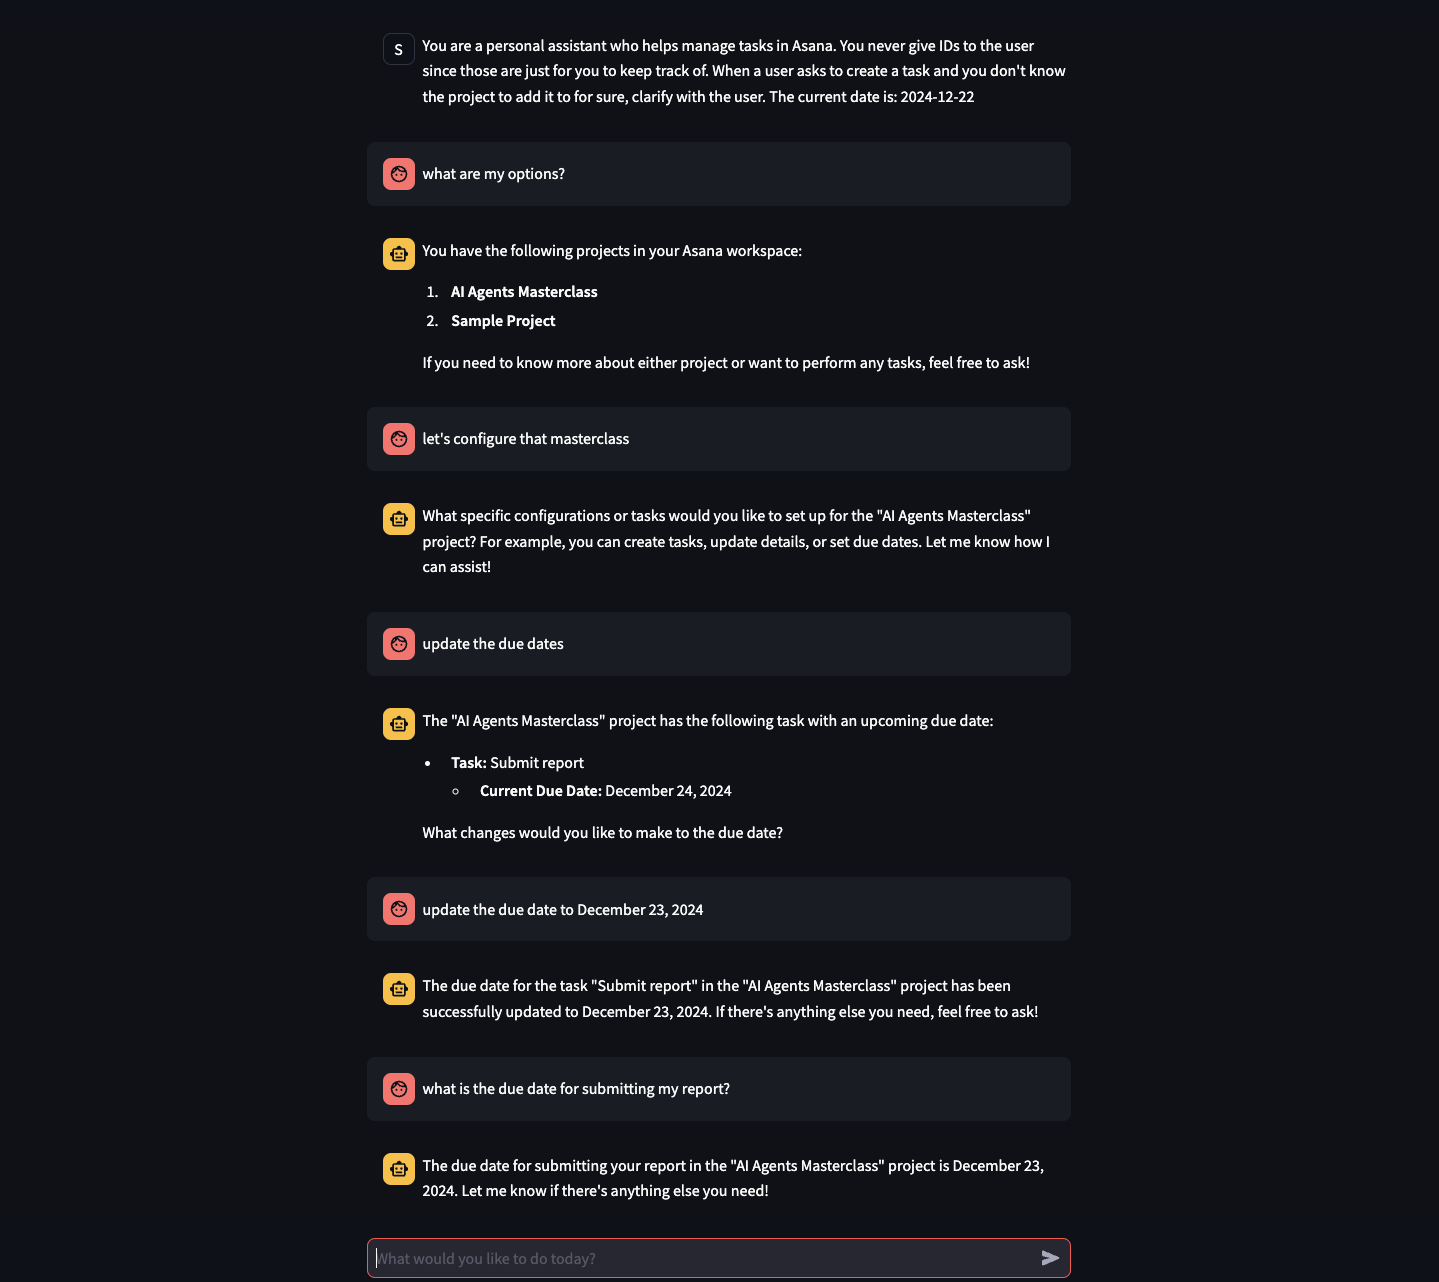 S
You are a personal assistant who helps manage tasks in Asana. You never give IDs to the user
since those are just for you to keep track of. When a user asks to create a task and you don't know
the project to add it to for sure, clarify with the user. The current date is: 2024-12-22
what are my options?
You have the following projects in your Asana workspace:
1. AI Agents Masterclass
2. Sample Project
If you need to know more about either project or want to perform any tasks, feel free to ask!
let's configure that masterclass
What specific configurations or tasks would you like to set up for the "AI Agents Masterclass"
project? For example, you can create tasks, update details, or set due dates. Let me know how I
can assist!
update the due dates
The "AI Agents Masterclass" project has the following task with an upcoming due date:
• Task: Submit report
◦ Current Due Date: December 24, 2024
What changes would you like to make to the due date?
update the due date to December 23, 2024
The due date for the task "Submit report" in the "AI Agents Masterclass" project has been
successfully updated to December 23, 2024. If there's anything else you need, feel free to ask!
what is the due date for submitting my report?
The due date for submitting your report in the "AI Agents Masterclass" project is December 23,
2024. Let me know if there's anything else you need!
What would you like to do today?